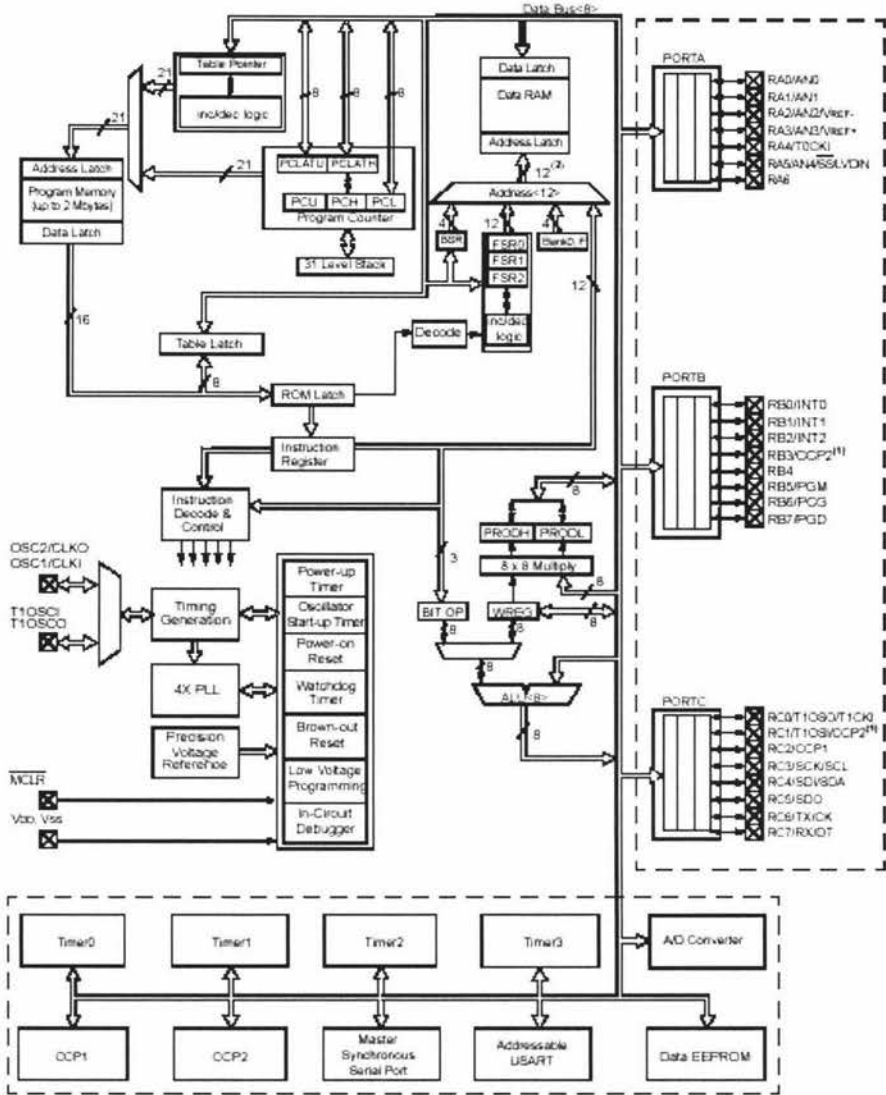 Data Bus<8>
Table Pointer
inc/dec logic
21
21
21
8
8
8
Address Latch
Program Memory
(up to 2 Mbytes)
Data Latch
PCLATU
PCLATH
PCU
PCH
PCL
Program Counter
31 Level Stack
Data Latch
Data RAM
Address Latch
12(2)
Address<12>
4
12
4
BSR
FSR0
FSR1
FSR2
Bank0, F
inc/dec
logic
12
16
Table Latch
8
Decode
ROM Latch
Instruction
Register
Instruction
Decode &
Control
OSC2/CLKO
OSC1/CLKI
T1OSCI
T1OSCO
Timing
Generation
4X PLL
Precision
Voltage
Reference
MCLR
VDD, VSS
Power-up
Timer
Oscillator
Start-up Timer
Power-on
Reset
Watchdog
Timer
Brown-out
Reset
Low Voltage
Programming
In-Circuit
Debugger
8
PRODH
PRODL
8 x 8 Multiply
3
8
BIT OP
WREG
8
8
8
8
ALU<8>
8
PORTA
RA0/AN0
RA1/AN1
RA2/AN2/VREF-
RA3/AN3/VREF+
RA4/T0CKI
RA5/AN4/SS/LVDIN
RA6
PORTB
RB0/INT0
RB1/INT1
RB2/INT2
RB3/CCP2(1)
RB4
RB5/PGM
RB6/PCG
RB7/PGD
PORTC
RC0/T1OSO/T1CKI
RC1/T1OSI/CCP2(1)
RC2/CCP1
RC3/SCK/SCL
RC4/SDI/SDA
RC5/SDO
RC6/TX/CK
RC7/RX/DT
Timer0
Timer1
Timer2
Timer3
A/D Converter
CCP1
CCP2
Master
Synchronous
Serial Port
Addressable
USART
Data EEPROM